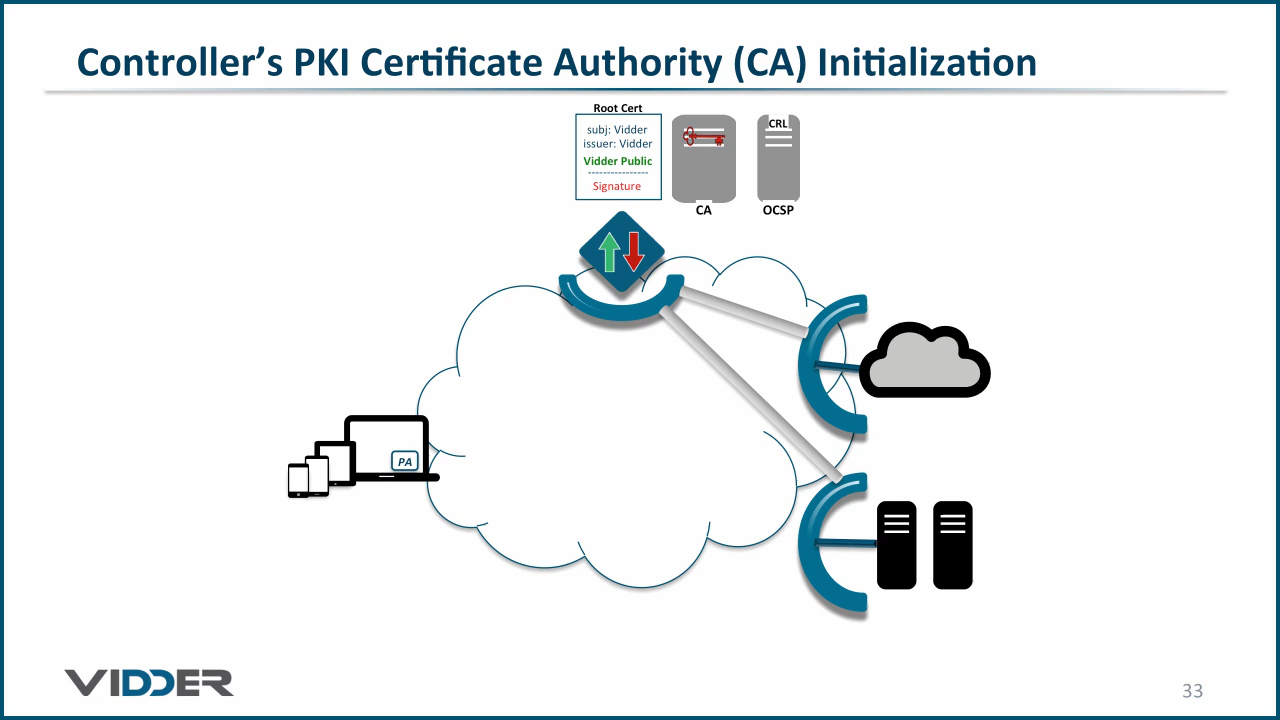 Controller’s PKI Certificate Authority (CA) Initialization
Root Cert
subj: Vidder
issuer: Vidder
Vidder Public
----------------
Signature
CA
CRL
OCSP
PA
VIDDER
33